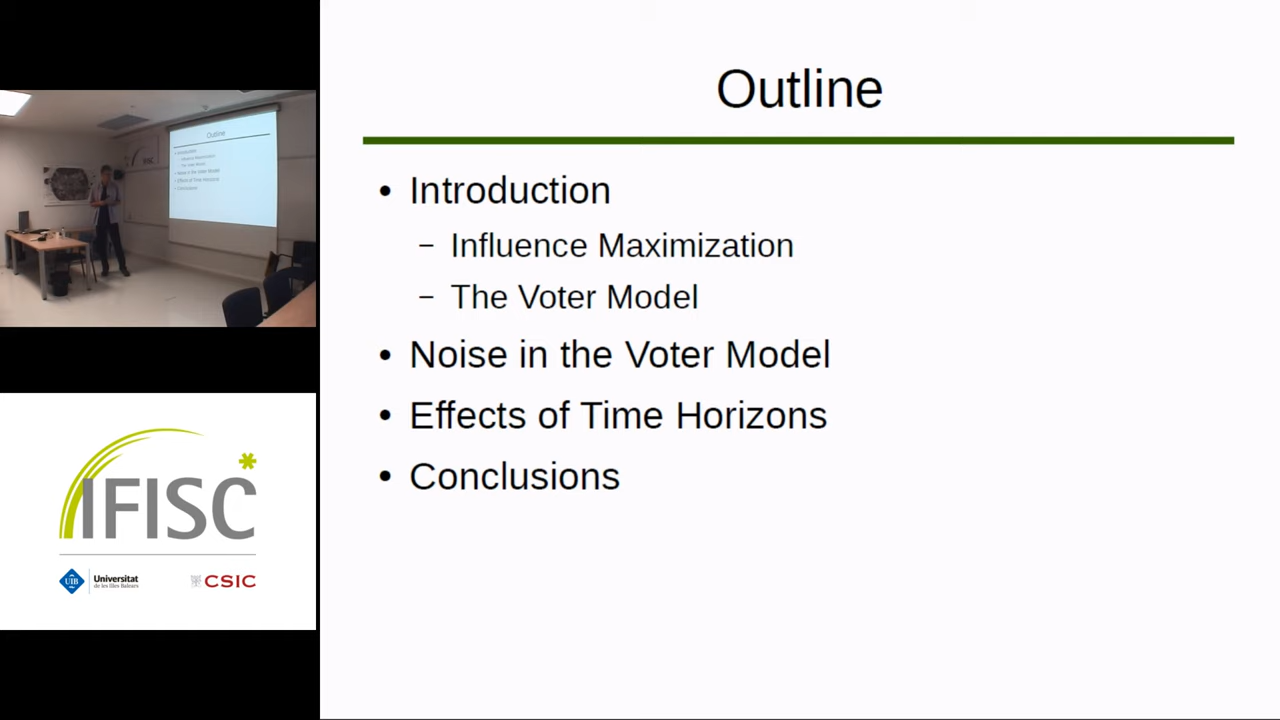 Outline
• Introduction
– Influence Maximization
– The Voter Model
• Noise in the Voter Model
• Effects of Time Horizons
• Conclusions
IFISC
UIB
Universitat
de les Illes Balears
CSIC